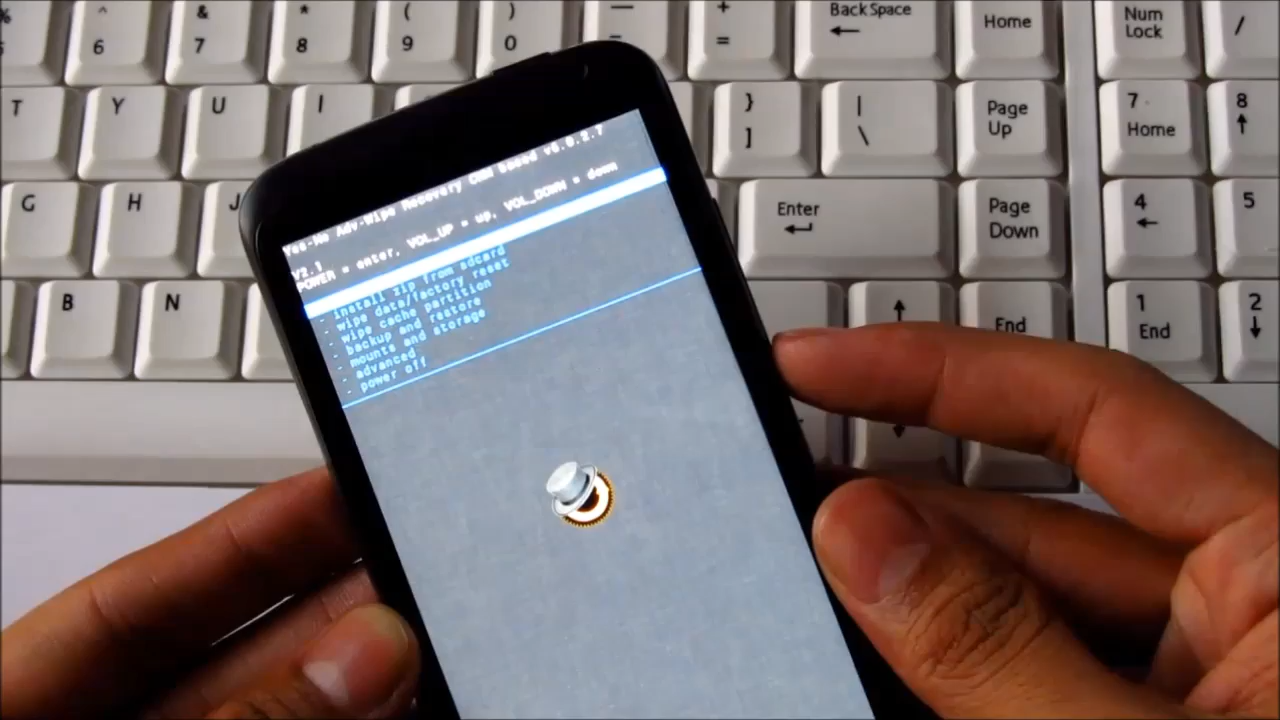 % & * ( ) — + BackSpace Home Num Lock /
6 7 8 9 0 – = ←
T Y U I } ] | \ Page Up 7 Home 8 ↑
G H J Enter ↵ Page Down 4 ← 5
B N ↑ End 1 End 2 ↓
Yes-No Adv-Wipe Recovery CWM based v6.0.2.7
V2.1
POWER = enter, VOL_UP = up, VOL_DOWN = down
- install zip from sdcard
- wipe data/factory reset
- wipe cache partition
- backup and restore
- mounts and storage
- advanced
- power off